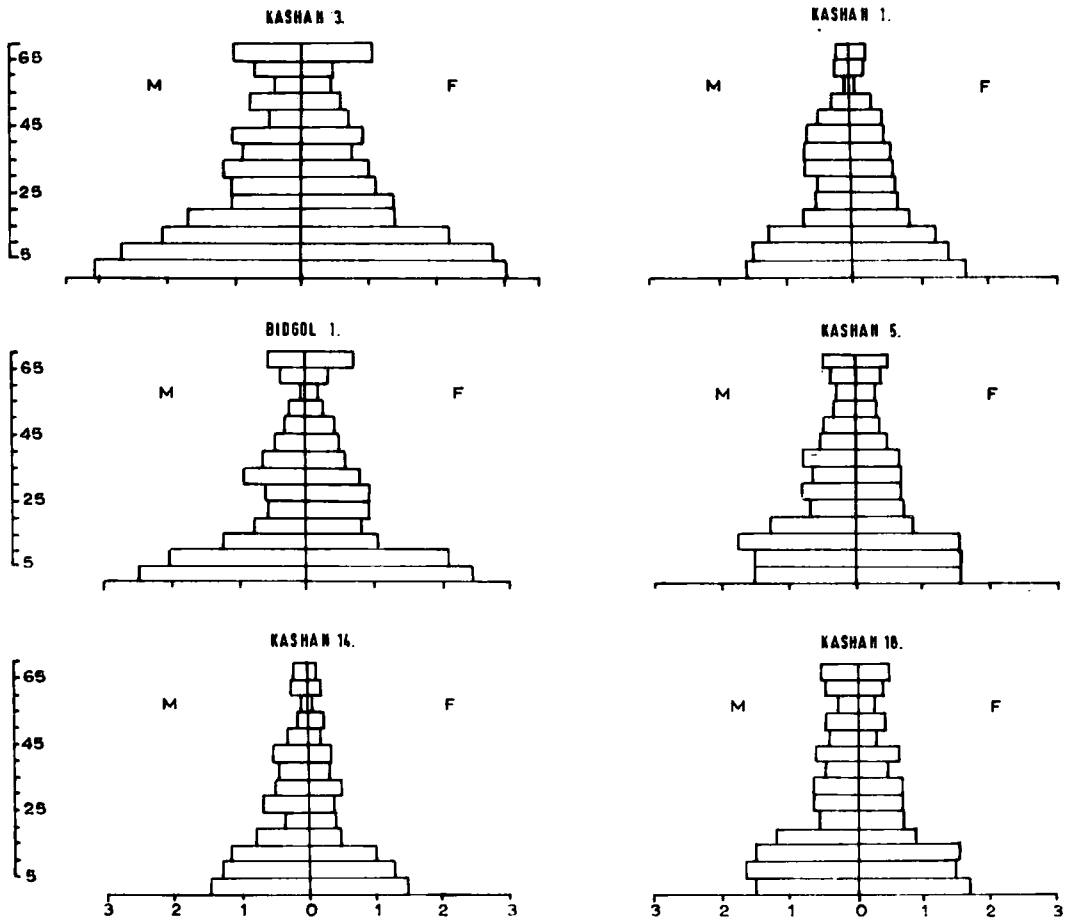 KASHAN 3.
65
45
25
5
M
F
KASHAN 1.
M
F
BIDGOL 1.
65
45
25
5
M
F
KASHAN 5.
M
F
KASHAN 14.
65
45
25
5
M
F
3 2 1 0 1 2 3
KASHAN 18.
M
F
3 2 1 0 1 2 3